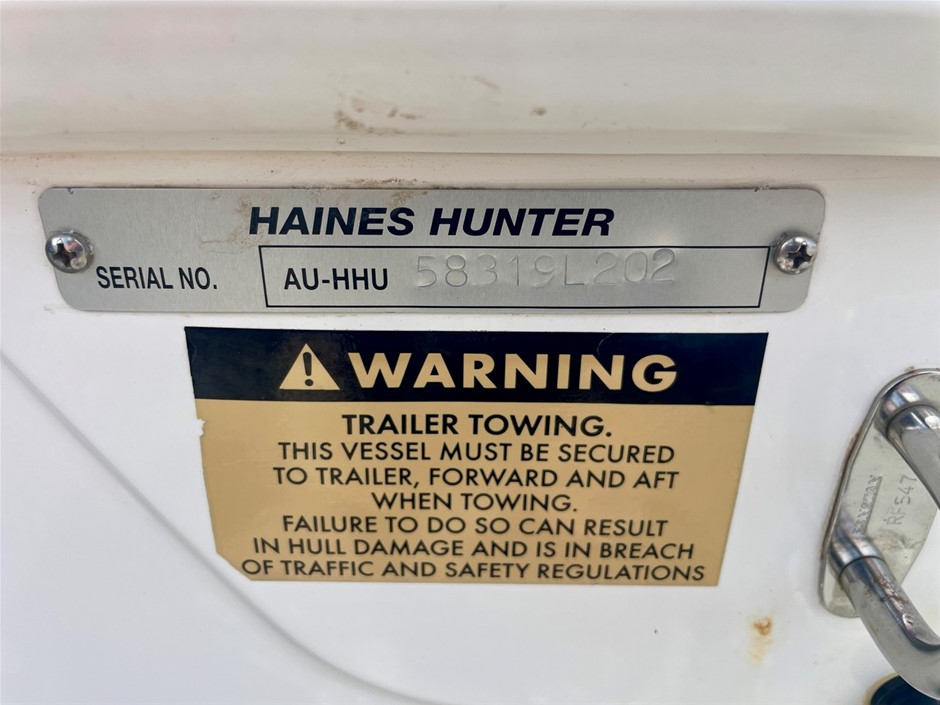 HAINES HUNTER
SERIAL NO. AU-HHU 58319L202
WARNING
TRAILER TOWING.
THIS VESSEL MUST BE SECURED
TO TRAILER, FORWARD AND AFT
WHEN TOWING.
FAILURE TO DO SO CAN RESULT
IN HULL DAMAGE AND IS IN BREACH
OF TRAFFIC AND SAFETY REGULATIONS
RF547